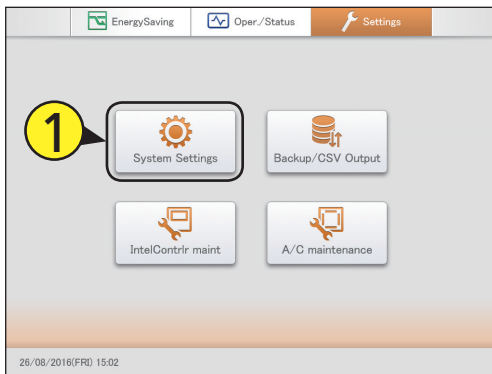 EnergySaving
Oper./Status
Settings
1
System Settings
Backup/CSV Output
IntelContrlr maint
A/C maintenance
26/08/2016(FRI) 15:02